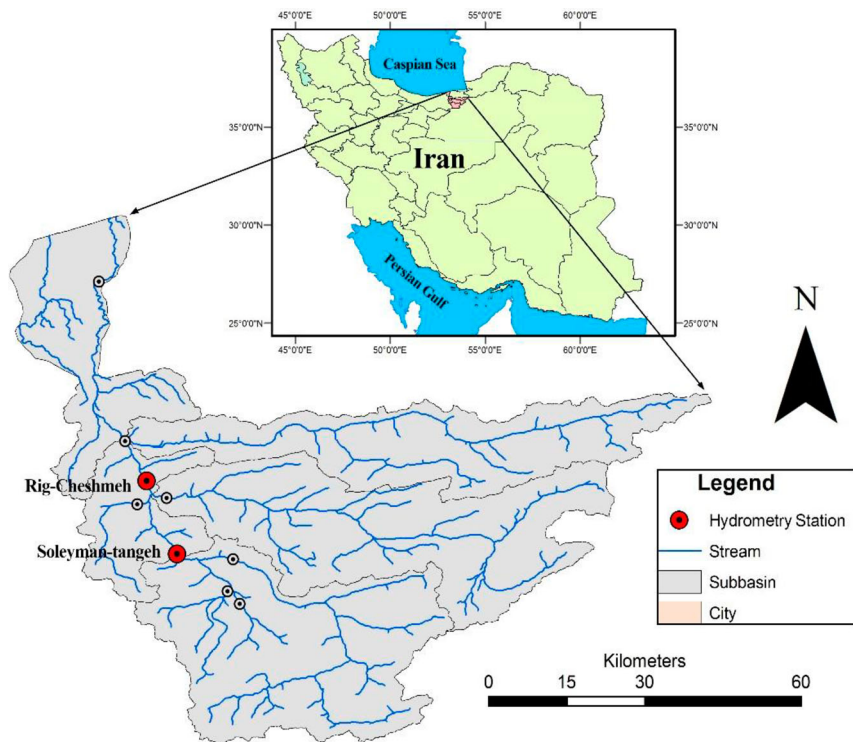 45°0'0"E 50°0'0"E 55°0'0"E 60°0'0"E
Caspian Sea
35°0'0"N 35°0'0"N
Iran
30°0'0"N 30°0'0"N
Persian Gulf
25°0'0"N 25°0'0"N
45°0'0"E 50°0'0"E 55°0'0"E 60°0'0"E
N
Rig-Cheshmeh
Soleyman-tangeh
Legend
Hydrometry Station
Stream
Subbasin
City
Kilometers
0 15 30 60